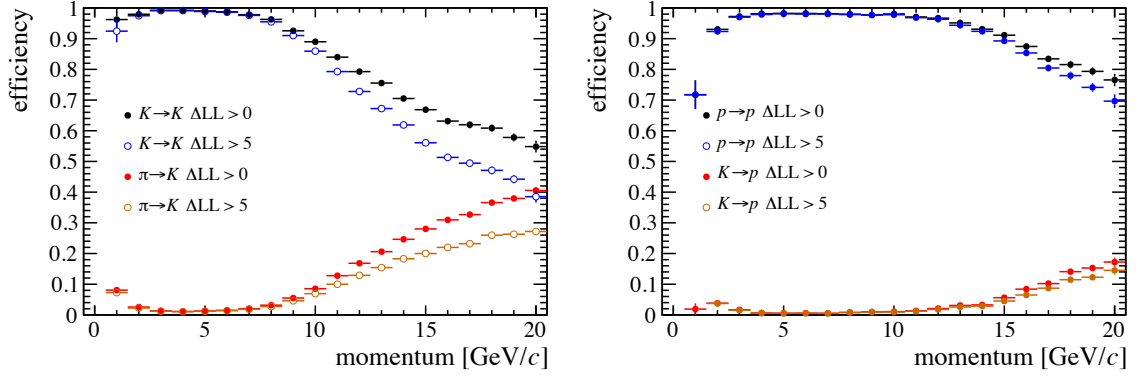 efficiency
1
0.9
0.8
0.7
0.6
0.5
0.4
0.3
0.2
0.1
0
K→K ΔLL > 0
K→K ΔLL > 5
π→K ΔLL > 0
π→K ΔLL > 5
0 5 10 15 20
momentum [GeV/c]
efficiency
1
0.9
0.8
0.7
0.6
0.5
0.4
0.3
0.2
0.1
0
p→p ΔLL > 0
p→p ΔLL > 5
K→p ΔLL > 0
K→p ΔLL > 5
0 5 10 15 20
momentum [GeV/c]